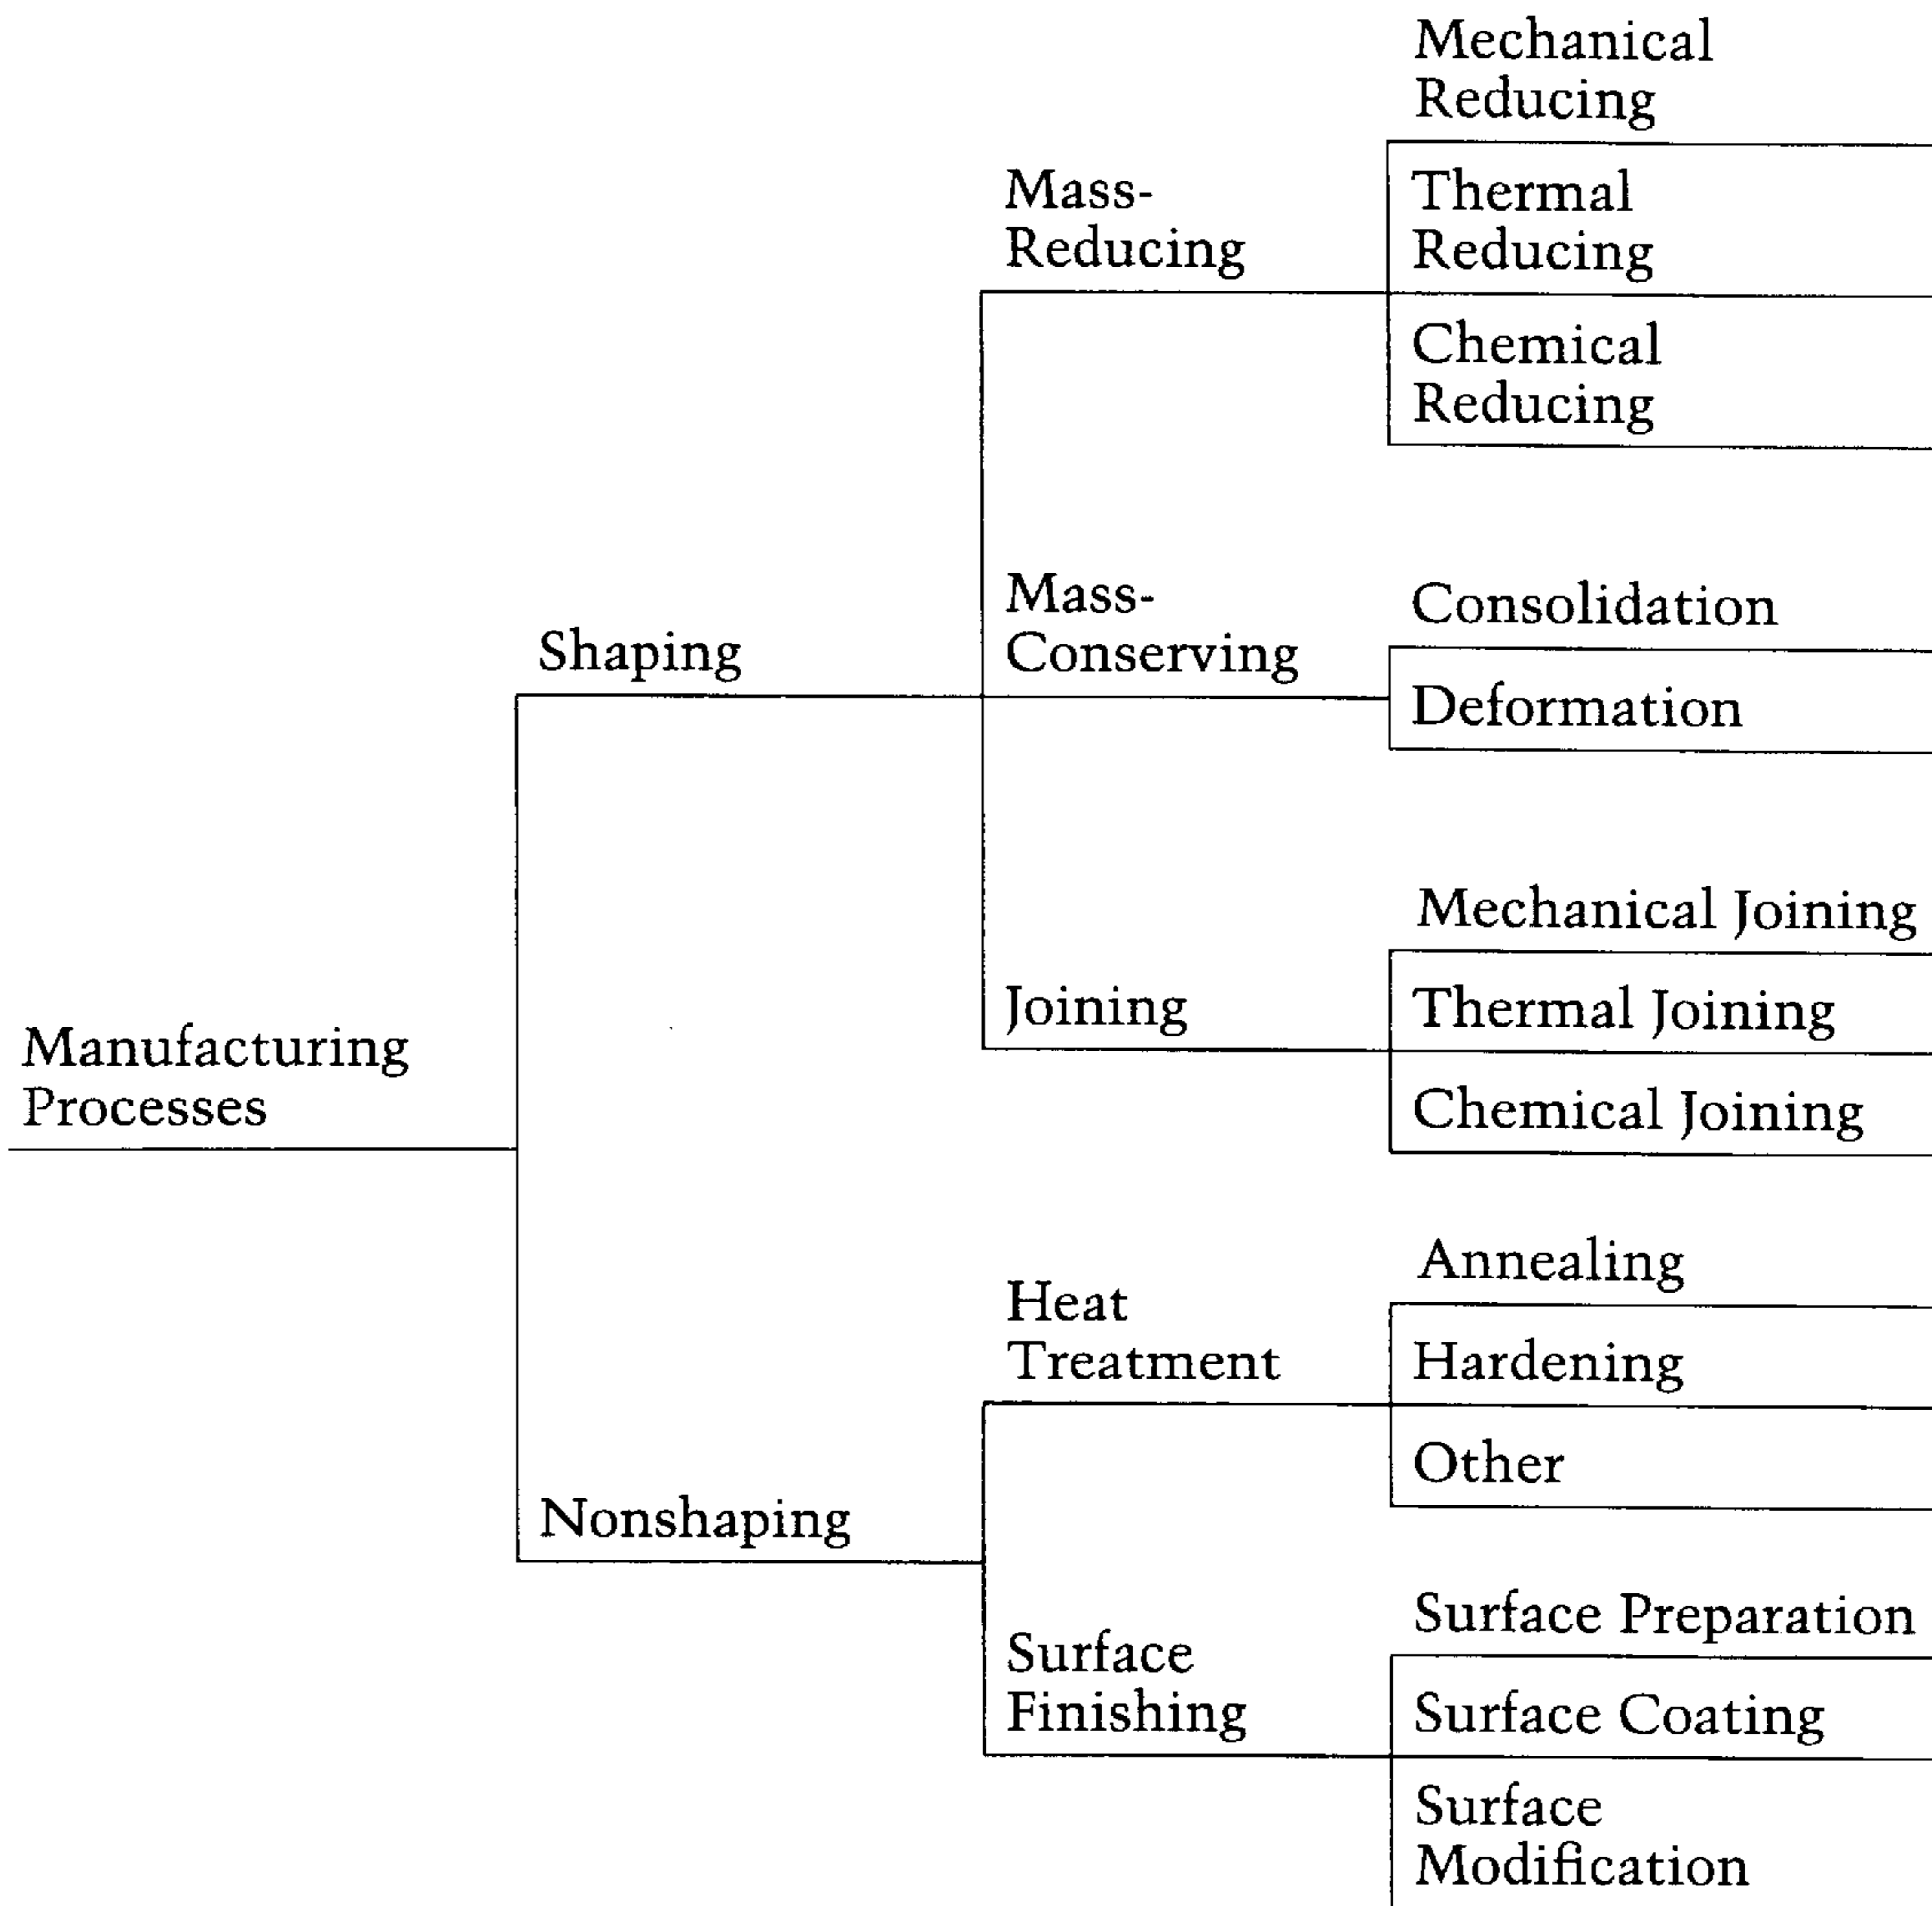 Manufacturing
Processes
Shaping
Mass-
Reducing
Mechanical
Reducing
Thermal
Reducing
Chemical
Reducing
Mass-
Conserving
Consolidation
Deformation
Joining
Mechanical Joining
Thermal Joining
Chemical Joining
Nonshaping
Heat
Treatment
Annealing
Hardening
Other
Surface
Finishing
Surface Preparation
Surface Coating
Surface
Modification